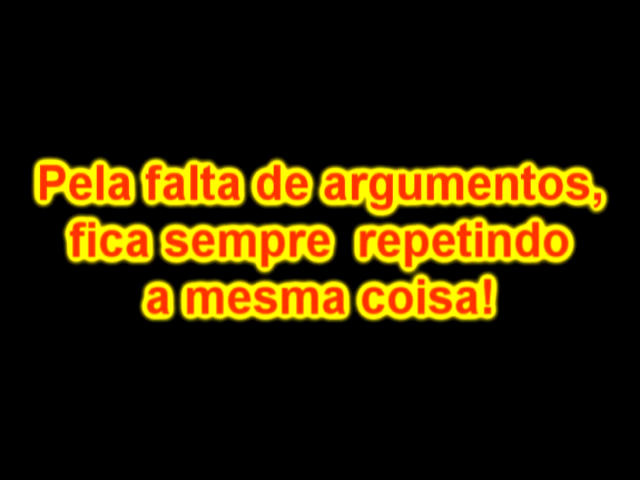 Pela falta de argumentos,
fica sempre  repetindo
a mesma coisa!